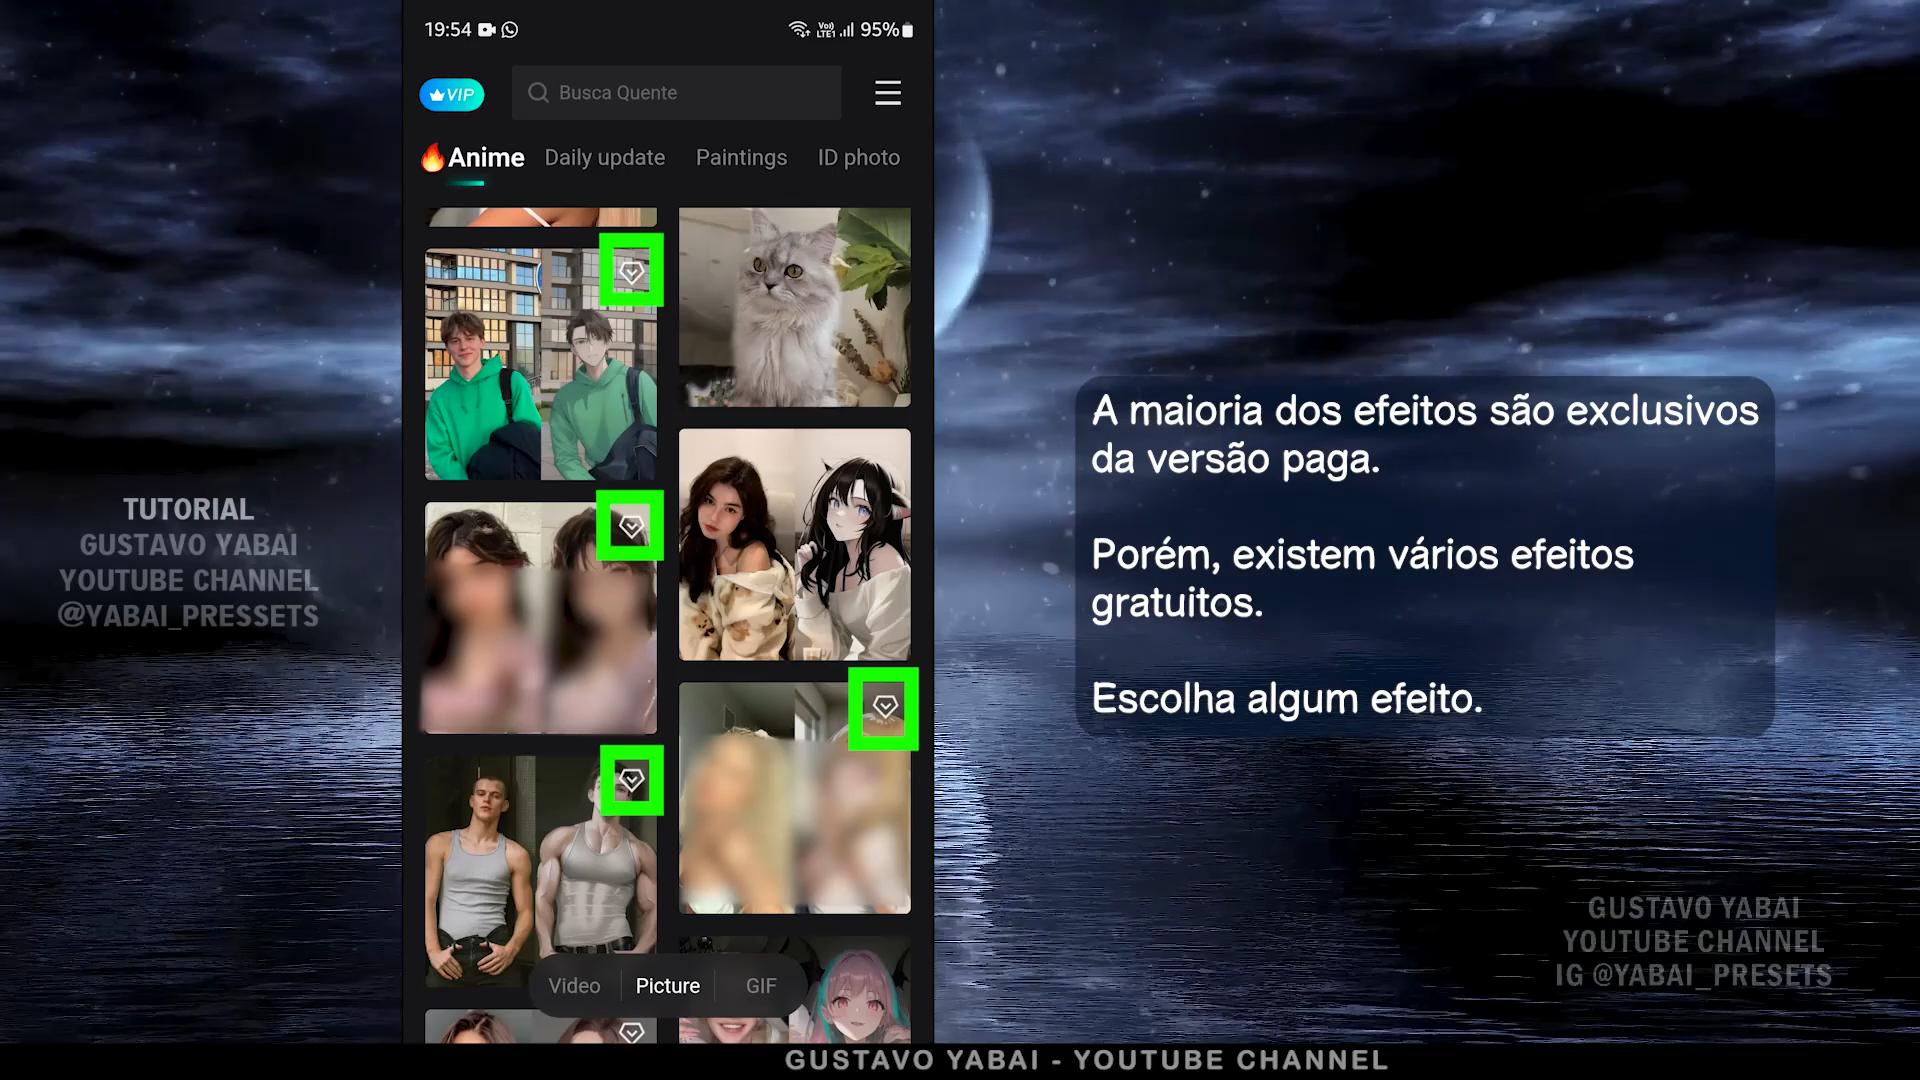 19:54
Vo))
LTE1
95%
VIP
Busca Quente
Anime
Daily update
Paintings
ID photo
Video
Picture
GIF
TUTORIAL
GUSTAVO YABAI
YOUTUBE CHANNEL
@YABAI_PRESSETS
A maioria dos efeitos são exclusivos
da versão paga.
Porém, existem vários efeitos
gratuitos.
Escolha algum efeito.
GUSTAVO YABAI
YOUTUBE CHANNEL
IG @YABAI_PRESETS
GUSTAVO YABAI - YOUTUBE CHANNEL